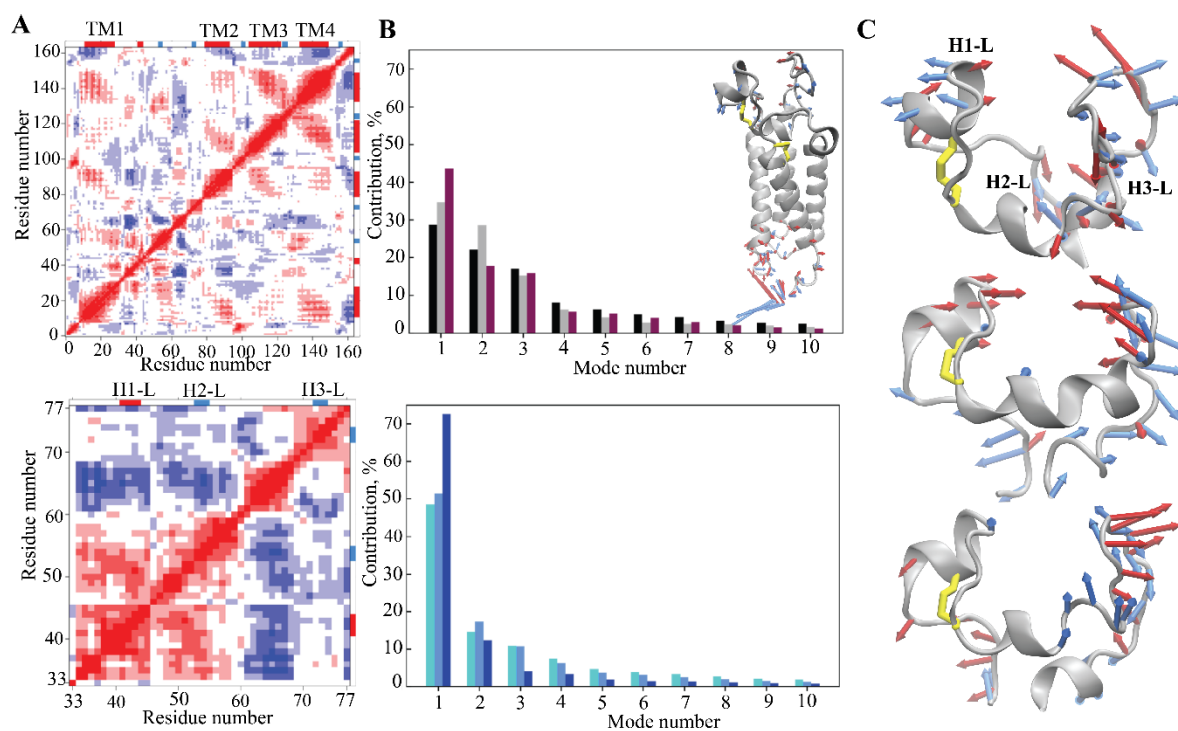 A
TM1 TM2 TM3 TM4
160
140
120
100
80
60
40
20
0
Residue number
0 20 40 60 80 100 120 140 160
Residue number
H1-L H2-L H3-L
77
70
60
50
40
33
Residue number
33 40 50 60 70 77
Residue number
B
70
60
50
40
30
20
10
0
Contribution, %
1 2 3 4 5 6 7 8 9 10
Mode number
70
60
50
40
30
20
10
0
Contribution, %
1 2 3 4 5 6 7 8 9 10
Mode number
C
H1-L
H2-L
H3-L